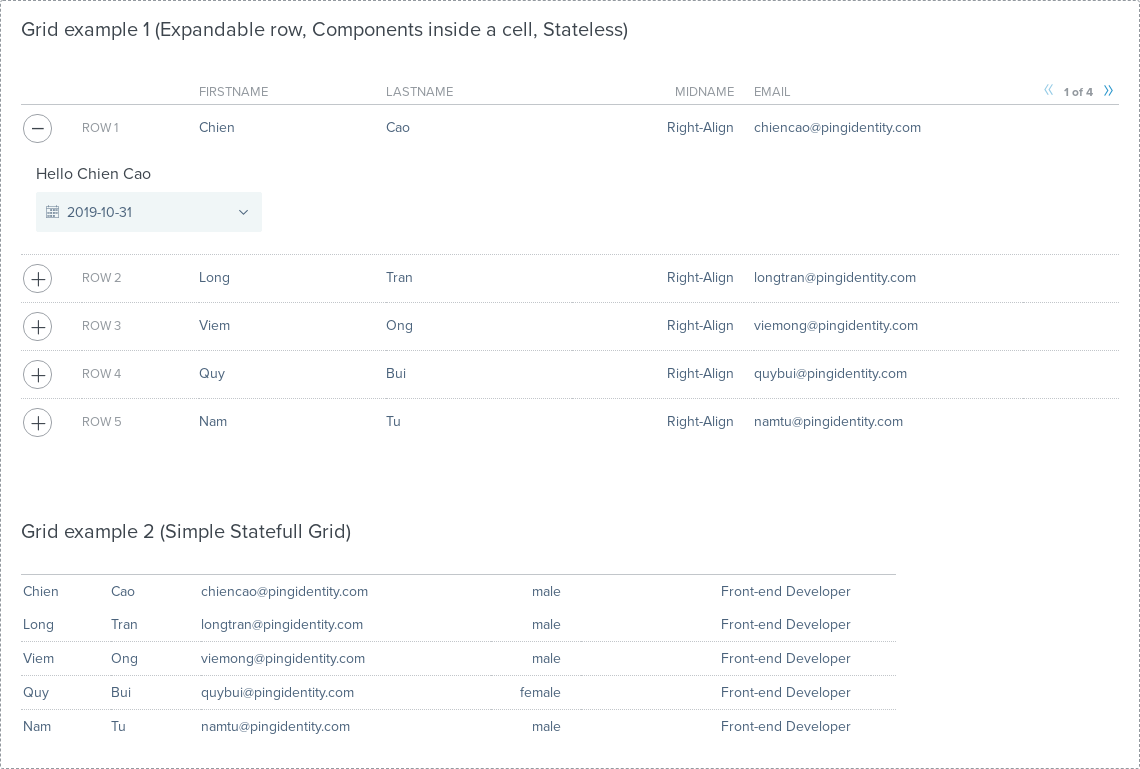 Grid example 1 (Expandable row, Components inside a cell, Stateless)
FIRSTNAME LASTNAME MIDNAME EMAIL 1 of 4
ROW 1 Chien Cao Right-Align chiencao@pingidentity.com
Hello Chien Cao
2019-10-31
ROW 2 Long Tran Right-Align longtran@pingidentity.com
ROW 3 Viem Ong Right-Align viemong@pingidentity.com
ROW 4 Quy Bui Right-Align quybui@pingidentity.com
ROW 5 Nam Tu Right-Align namtu@pingidentity.com
Grid example 2 (Simple Statefull Grid)
Chien Cao chiencao@pingidentity.com male Front-end Developer
Long Tran longtran@pingidentity.com male Front-end Developer
Viem Ong viemong@pingidentity.com male Front-end Developer
Quy Bui quybui@pingidentity.com female Front-end Developer
Nam Tu namtu@pingidentity.com male Front-end Developer